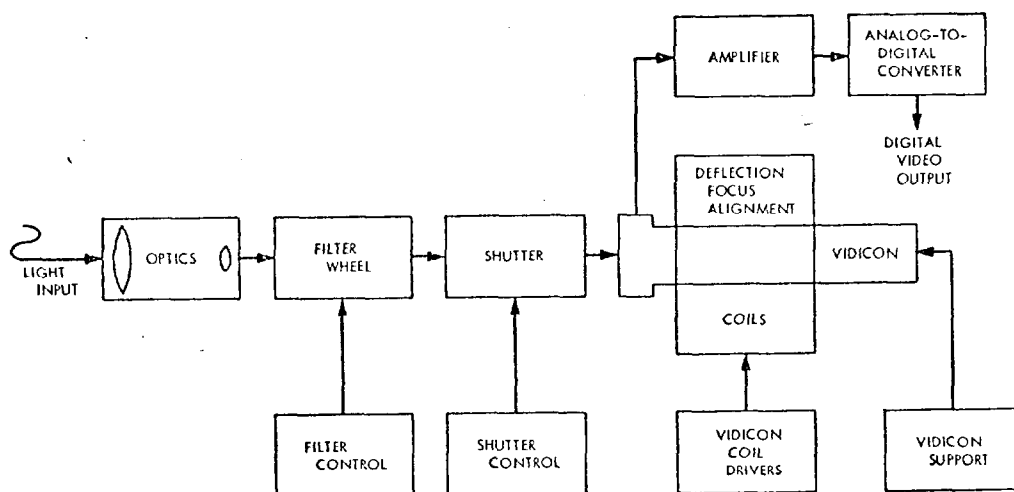 AMPLIFIER
ANALOG-TO-
DIGITAL
CONVERTER
DIGITAL
VIDEO
OUTPUT
DEFLECTION
FOCUS
ALIGNMENT
LIGHT
INPUT
OPTICS
FILTER
WHEEL
SHUTTER
VIDICON
COILS
FILTER
CONTROL
SHUTTER
CONTROL
VIDICON
COIL
DRIVERS
VIDICON
SUPPORT